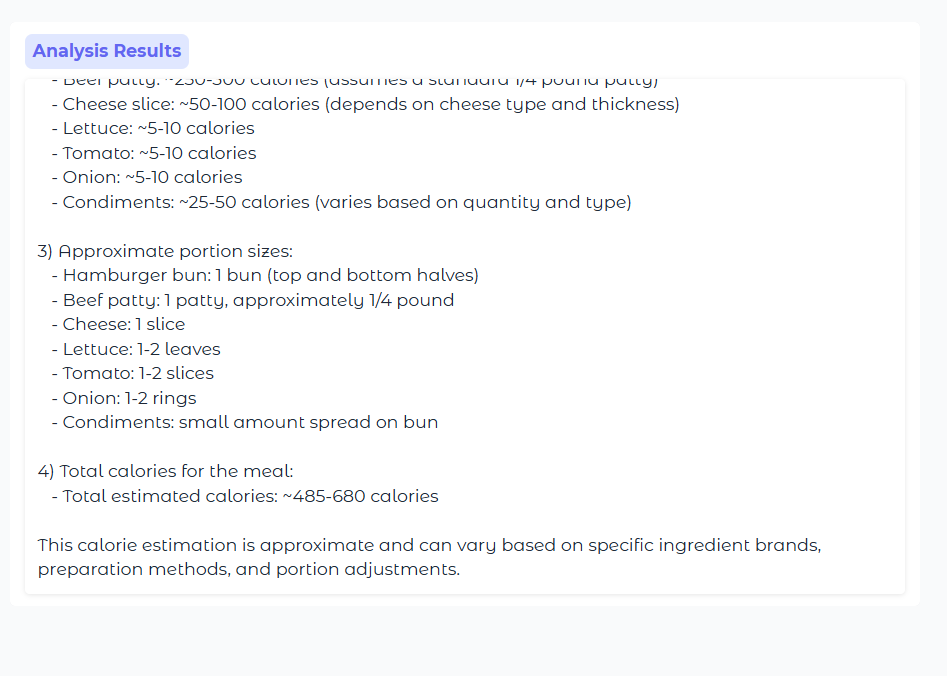 Analysis Results
- Beef patty: ~250-300 calories (assumes a standard 1/4 pound patty)
- Cheese slice: ~50-100 calories (depends on cheese type and thickness)
- Lettuce: ~5-10 calories
- Tomato: ~5-10 calories
- Onion: ~5-10 calories
- Condiments: ~25-50 calories (varies based on quantity and type)
3) Approximate portion sizes:
- Hamburger bun: 1 bun (top and bottom halves)
- Beef patty: 1 patty, approximately 1/4 pound
- Cheese: 1 slice
- Lettuce: 1-2 leaves
- Tomato: 1-2 slices
- Onion: 1-2 rings
- Condiments: small amount spread on bun
4) Total calories for the meal:
- Total estimated calories: ~485-680 calories
This calorie estimation is approximate and can vary based on specific ingredient brands,
preparation methods, and portion adjustments.